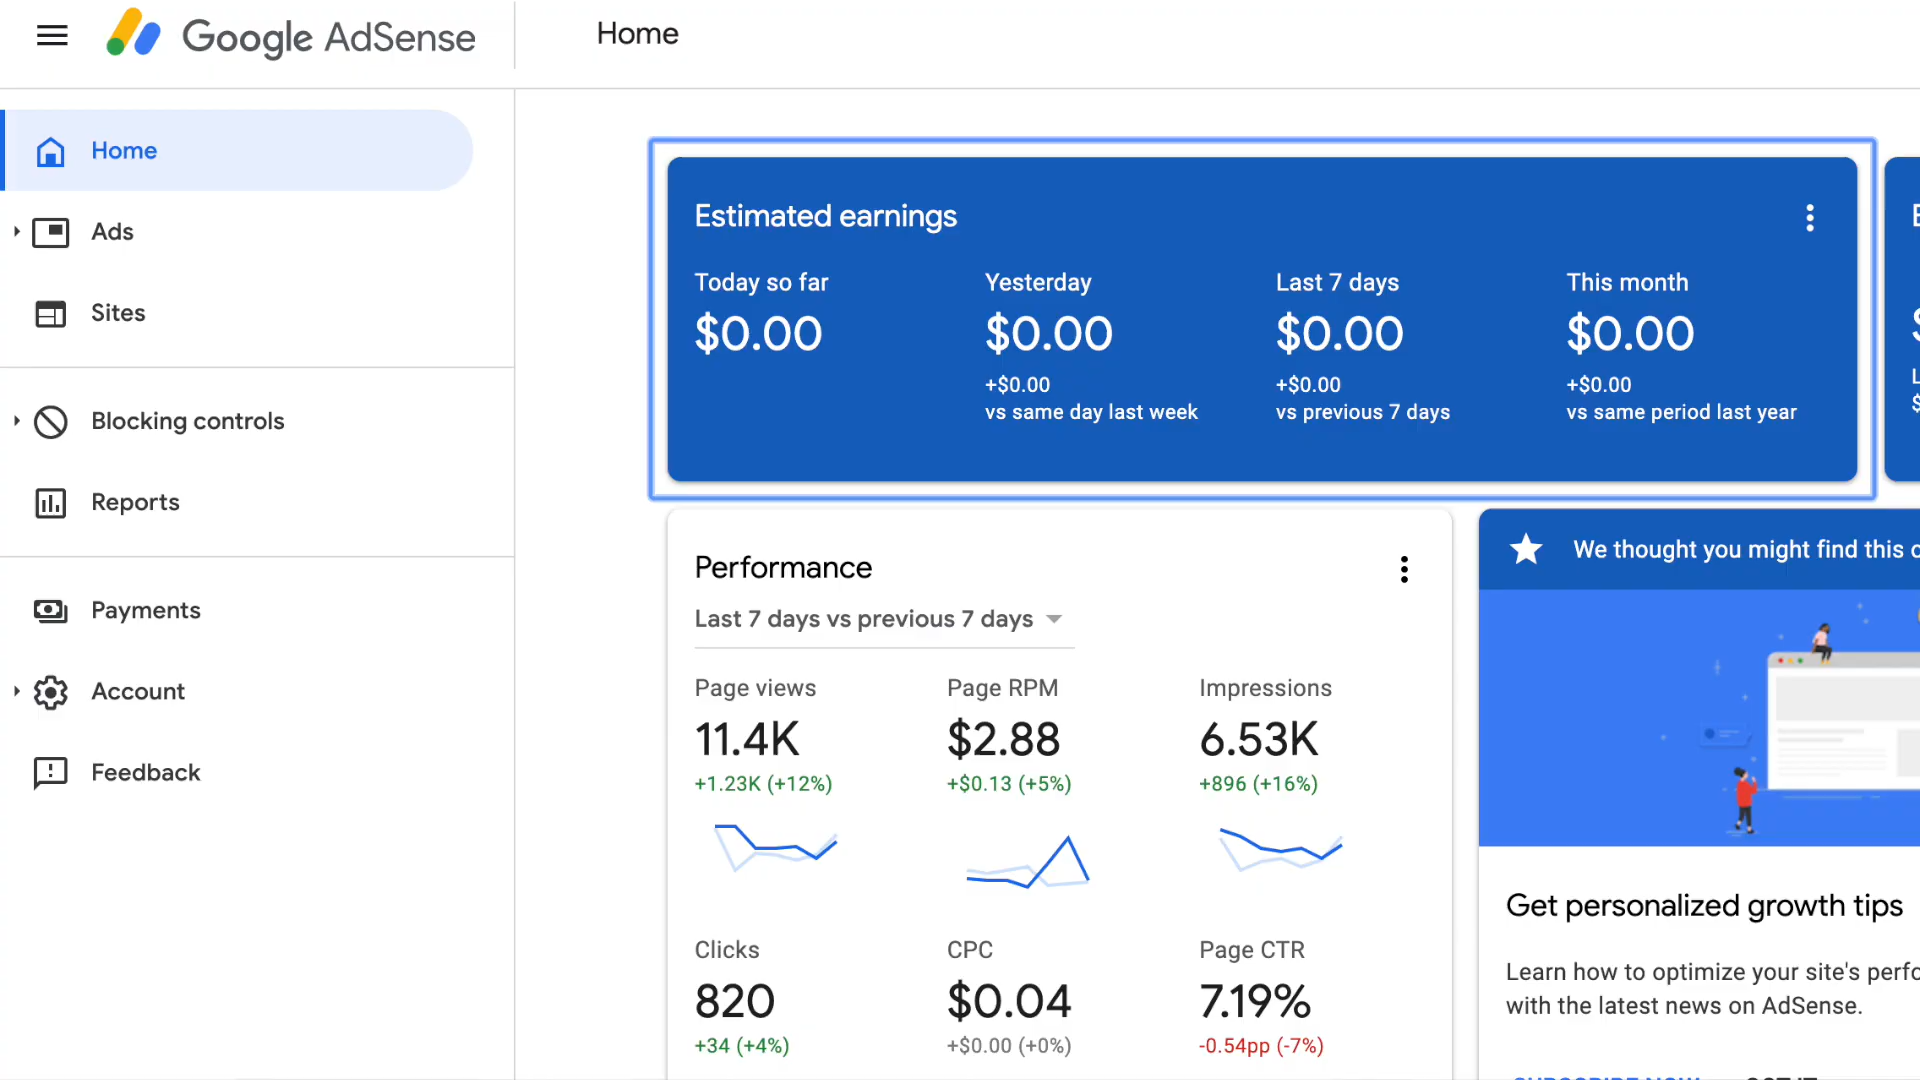 Google AdSense
Home
Home
Ads
Sites
Blocking controls
Reports
Payments
Account
Feedback
Estimated earnings
Today so far
$0.00
Yesterday
$0.00
+$0.00
vs same day last week
Last 7 days
$0.00
+$0.00
vs previous 7 days
This month
$0.00
+$0.00
vs same period last year
Performance
Last 7 days vs previous 7 days
Page views
11.4K
+1.23K (+12%)
Page RPM
$2.88
+$0.13 (+5%)
Impressions
6.53K
+896 (+16%)
Clicks
820
+34 (+4%)
CPC
$0.04
+$0.00 (+0%)
Page CTR
7.19%
-0.54pp (-7%)
We thought you might find this
Get personalized growth tips
Learn how to optimize your site's
with the latest news on AdSense.